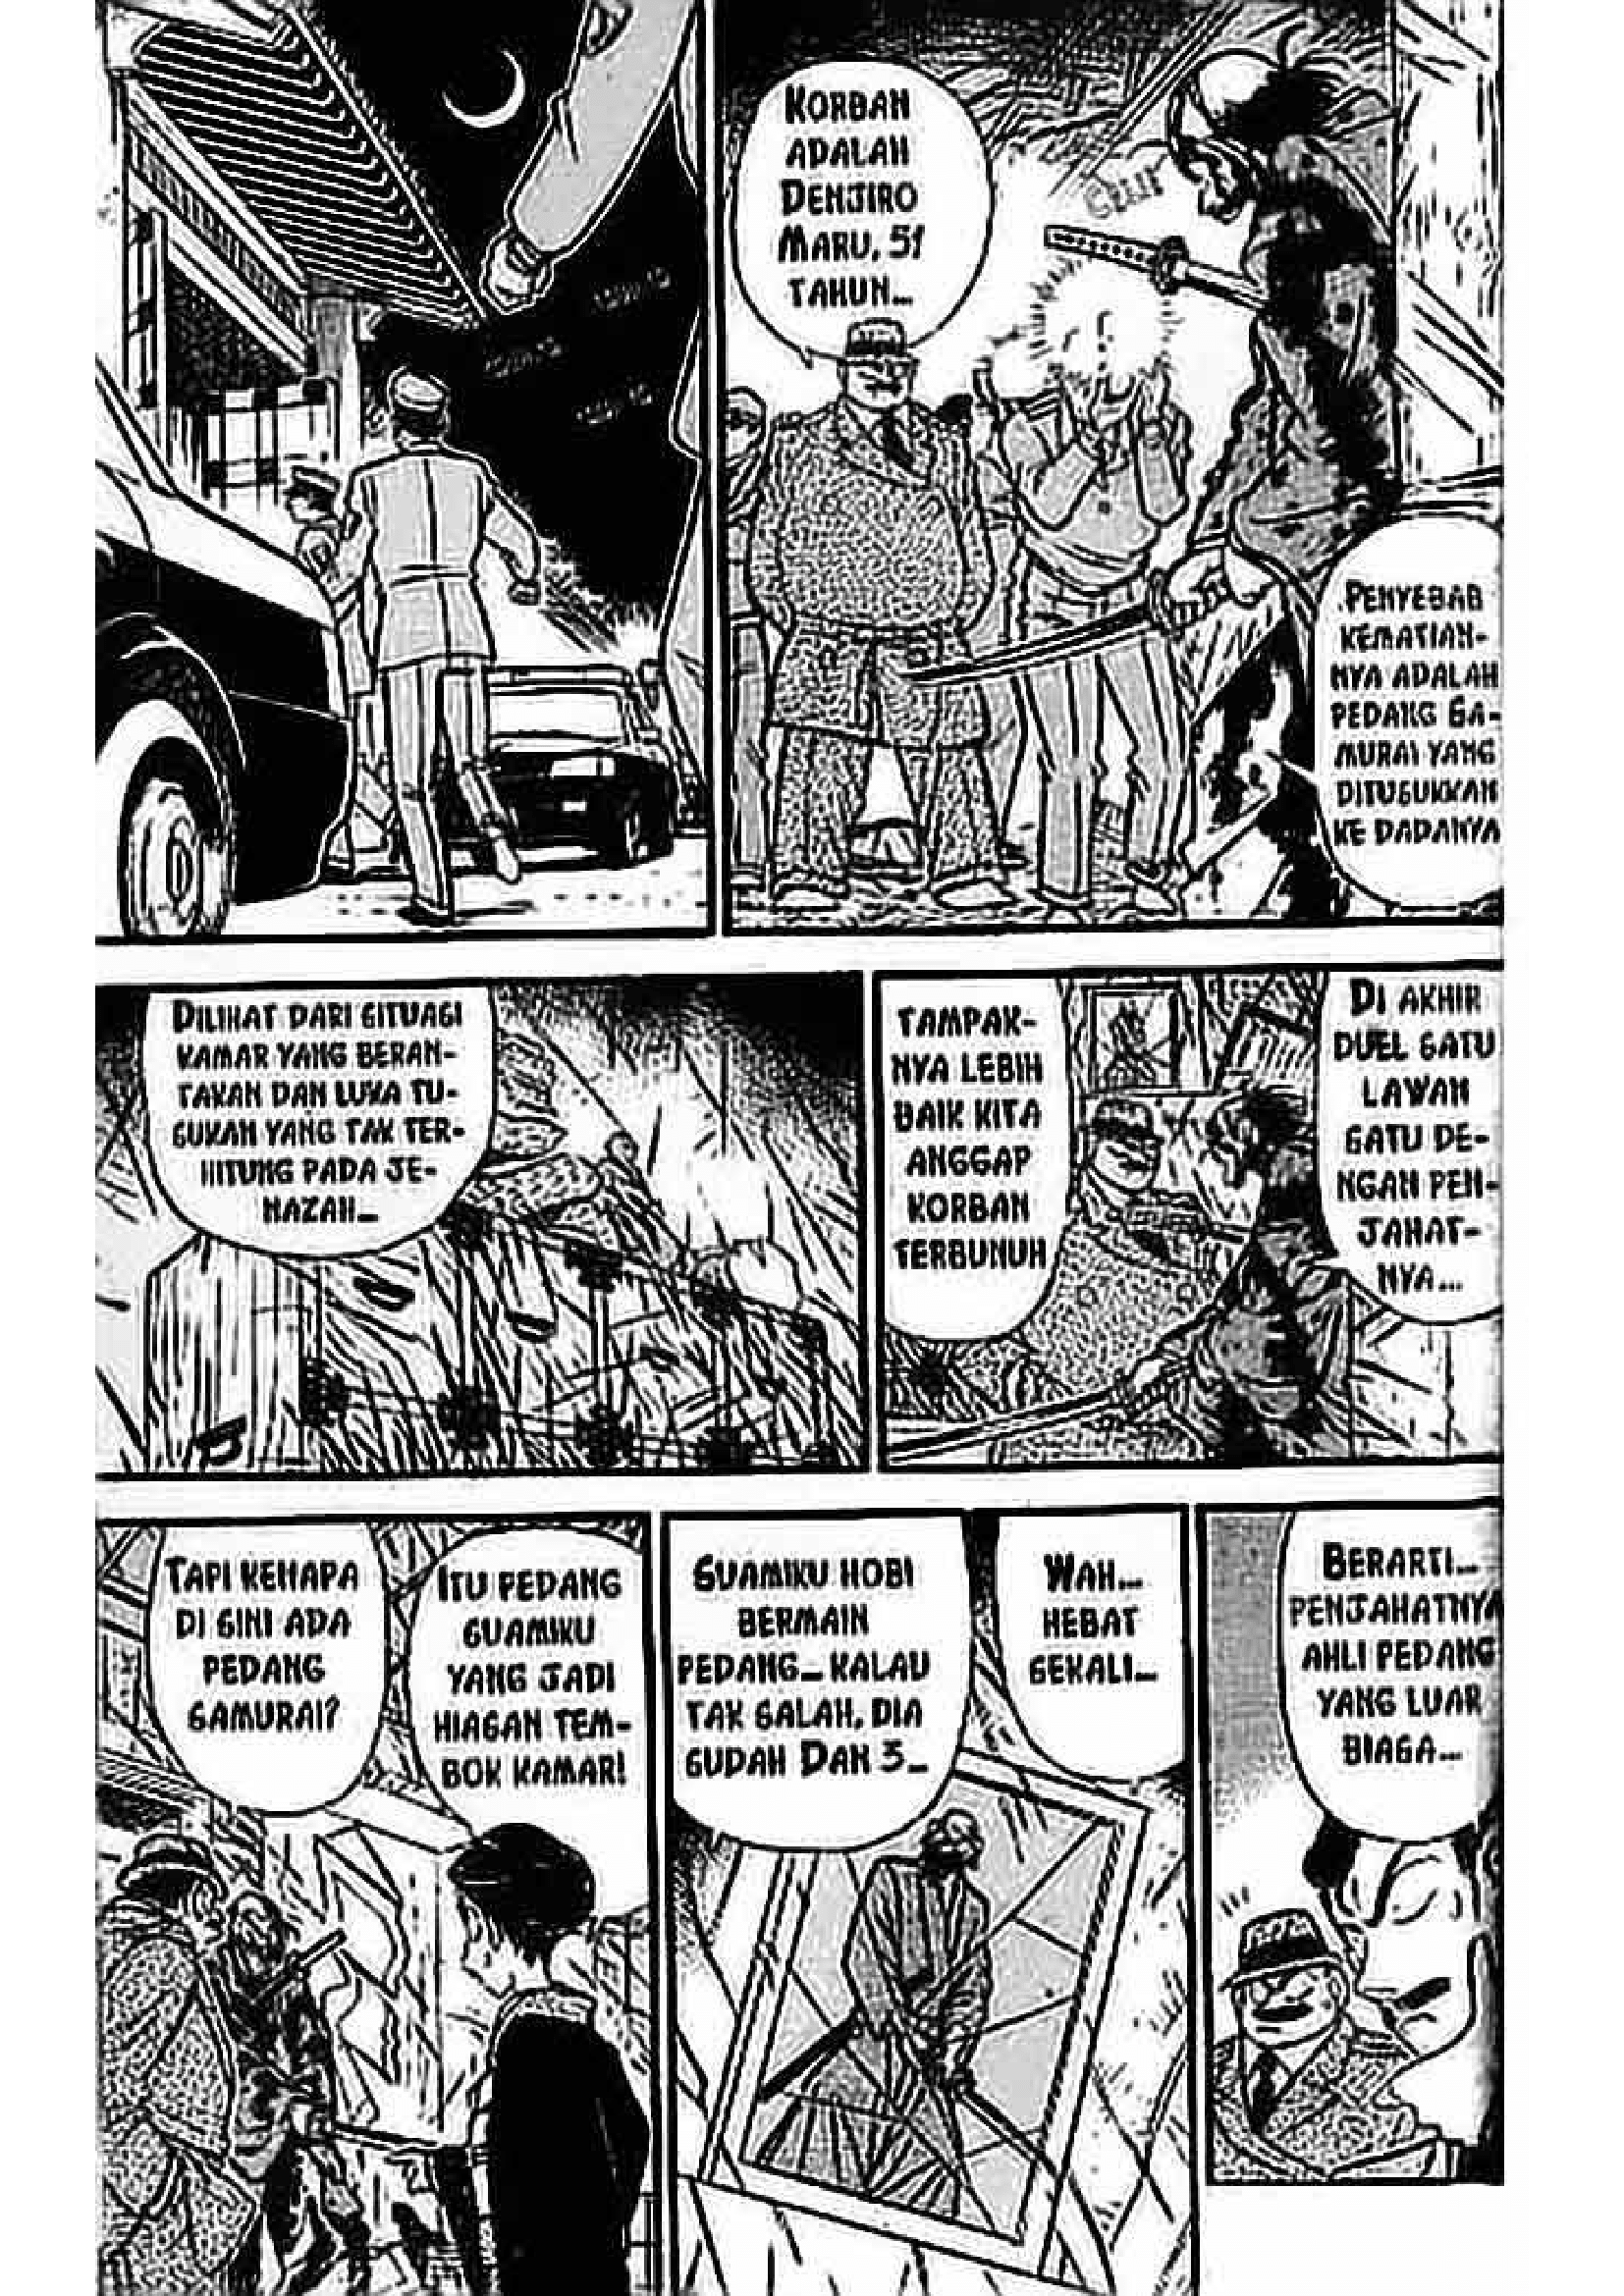 KORBAN
ADALAH
DENJIRO
MARU, 51
TAHUN...
PENYEBAB
KEMATIAN-
NYA ADALAH
PEDANG SA-
MURAI YANG
DITUSUKKAN
KE DADANYA
DILIHAT DARI SITUASI
KAMAR YANG BERAN-
TAKAN DAN LUKA TU-
SUKAN YANG TAK TER-
HITUNG PADA JE-
NAZAH...
DI AKHIR
DUEL SATU
LAWAN
SATU DE-
NGAN PEN-
JAHAT-
NYA...
TAMPAK-
NYA LEBIH
BAIK KITA
ANGGAP
KORBAN
TERBUNUH
TAPI KENAPA
DI SINI ADA
PEDANG
SAMURAI?
ITU PEDANG
SUAMIKU
YANG JADI
HIASAN TEM-
BOK KAMAR!
SUAMIKU HOBI
BERMAIN
PEDANG... KALAU
TAK SALAH, DIA
SUDAH DAN 3...
WAH...
HEBAT
SEKALI...
BERARTI...
PENJAHATNYA
AHLI PEDANG
YANG LUAR
BIASA...